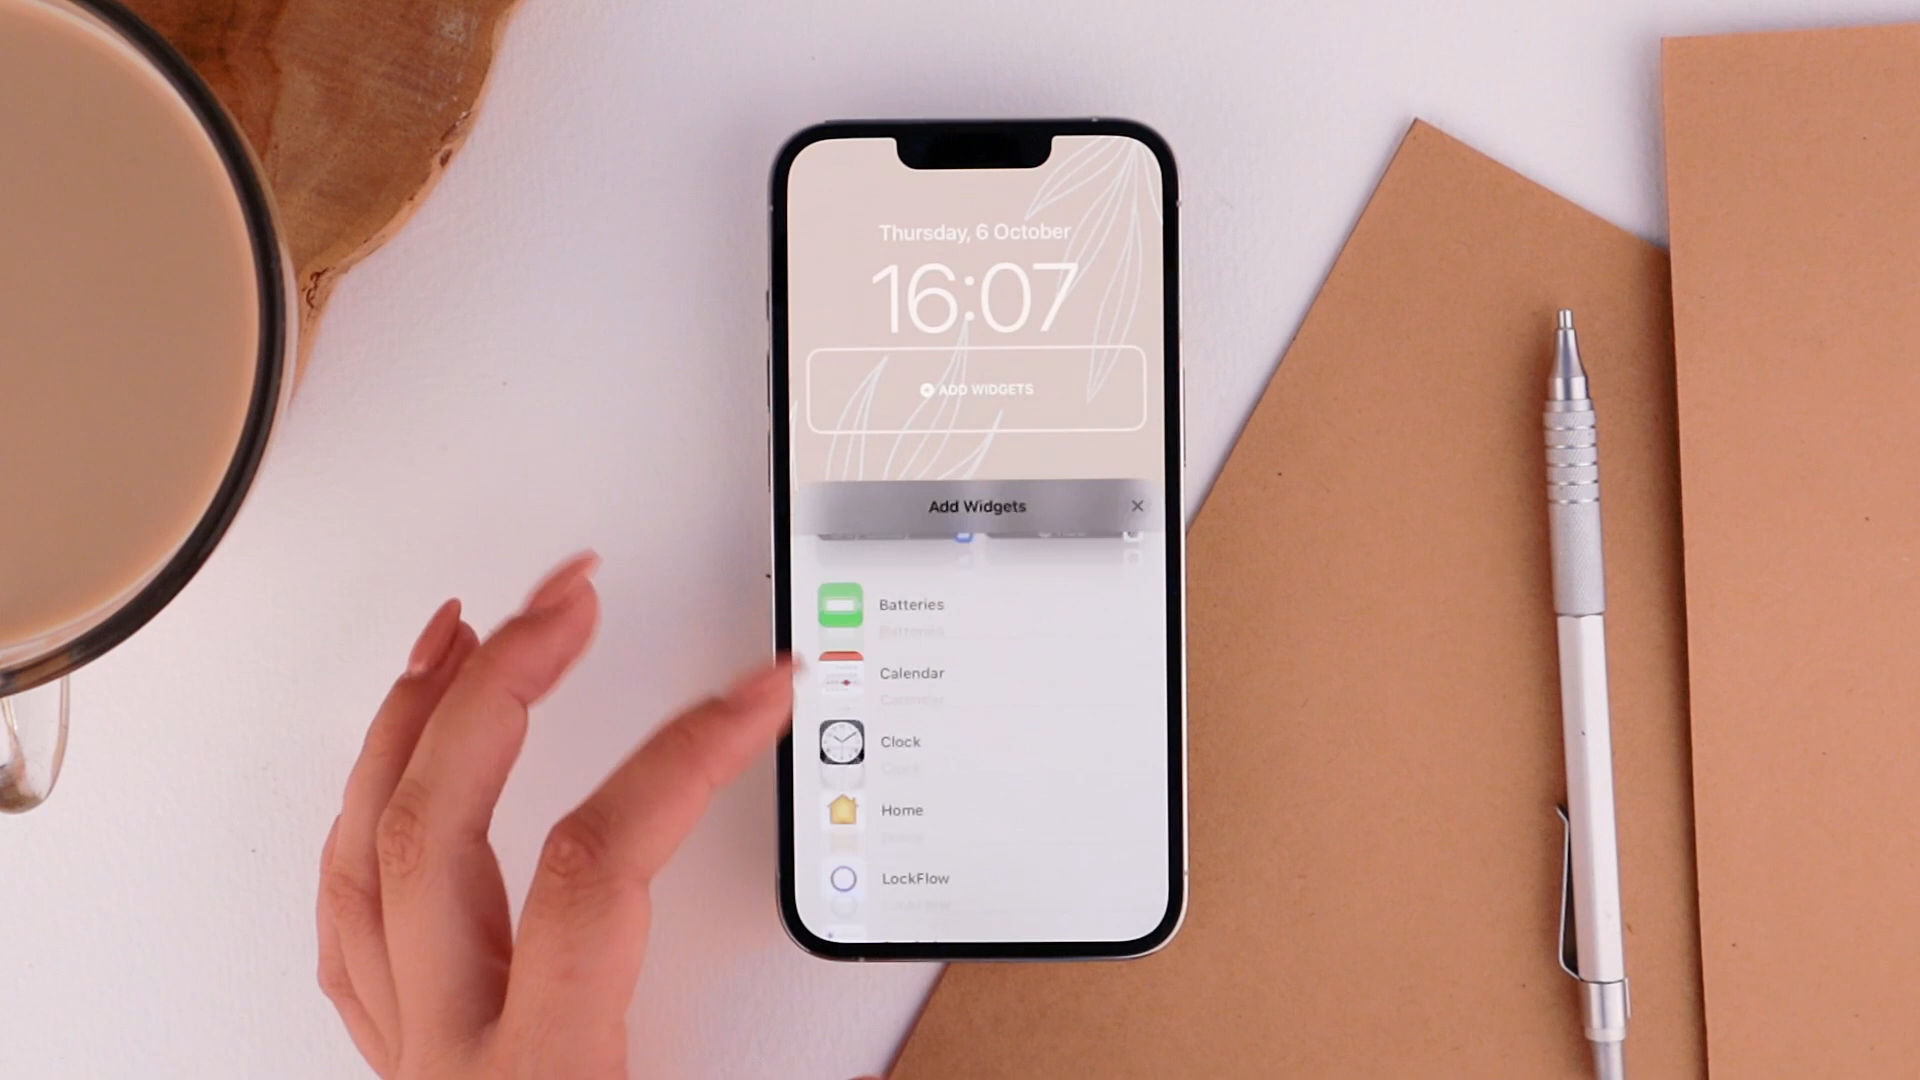 Thursday, 6 October
16:07
ADD WIDGETS
Add Widgets
Batteries
Calendar
Clock
Home
LockFlow